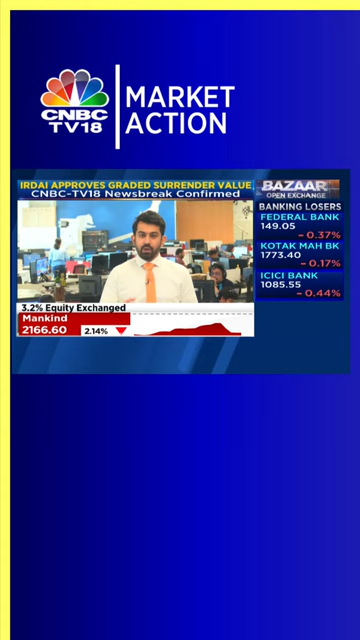 CNBC
TV18
MARKET
ACTION
IRDAI APPROVES GRADED SURRENDER VALUE
CNBC-TV18 Newsbreak Confirmed
BAZAAR
OPEN EXCHANGE
BANKING LOSERS
FEDERAL BANK
149.05
- 0.37%
KOTAK MAH BK
1773.40
- 0.17%
ICICI BANK
1085.55
- 0.44%
3.2% Equity Exchanged
Mankind
2166.60
2.14%